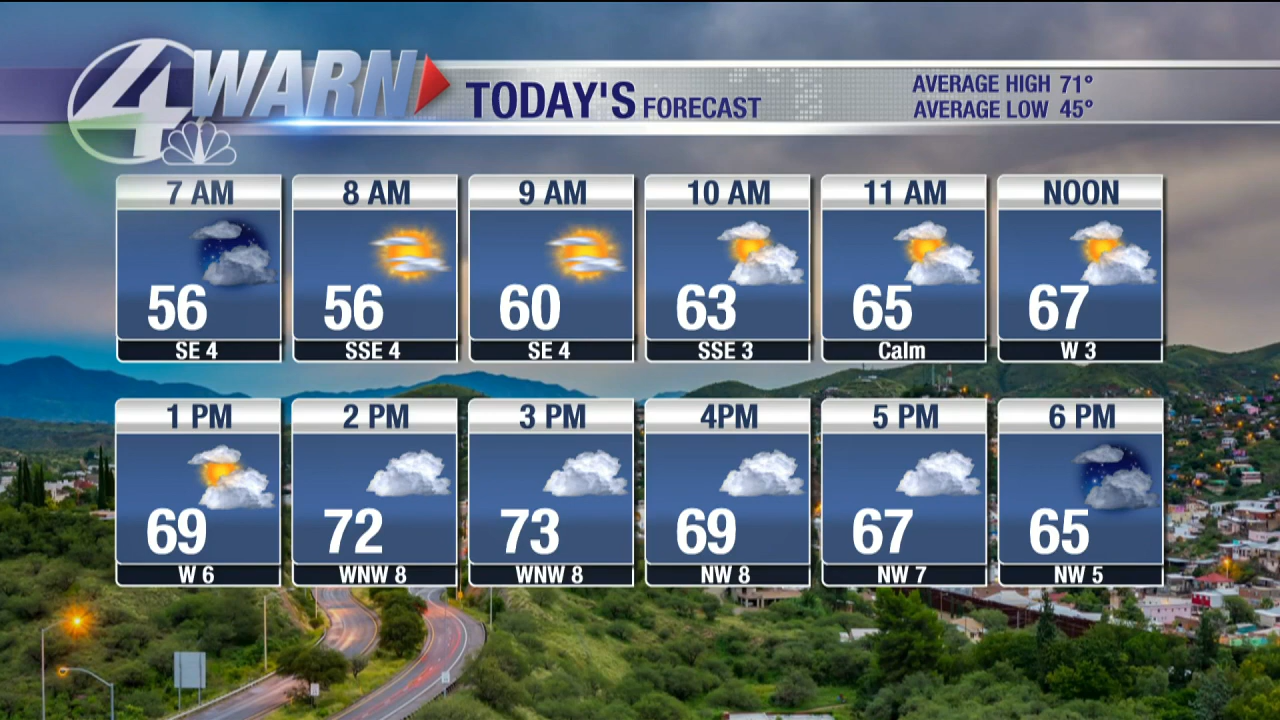 4WARN
TODAY'S FORECAST
AVERAGE HIGH 71°
AVERAGE LOW 45°
7 AM
56
SE 4
8 AM
56
SSE 4
9 AM
60
SE 4
10 AM
63
SSE 3
11 AM
65
Calm
NOON
67
W 3
1 PM
69
W 6
2 PM
72
WNW 8
3 PM
73
WNW 8
4PM
69
NW 8
5 PM
67
NW 7
6 PM
65
NW 5